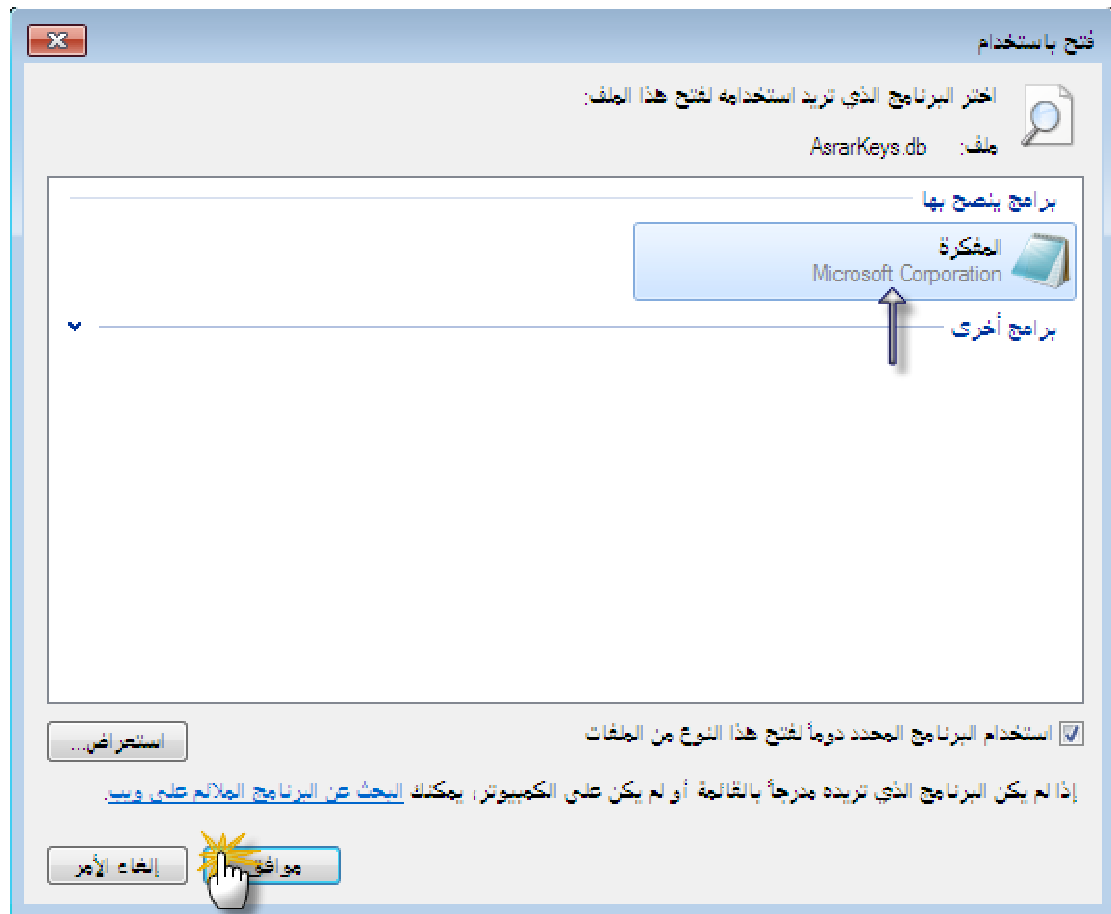 فتح باستخدام
اختر البرنامج الذي تريد استخدامه لفتح هذا الملف:
ملف: AsrarKeys.db
برامج ينصح بها
المفكرة
Microsoft Corporation
برامج أخرى
استخدام البرنامج المحدد دوماً لفتح هذا النوع من الملفات
استعراض...
إذا لم يكن البرنامج الذي تريده مدرجاً بالقائمة أو لم يكن على الكمبيوتر، يمكنك البحث عن البرنامج الملائم على ويب.
موافق
إلغاء الأمر